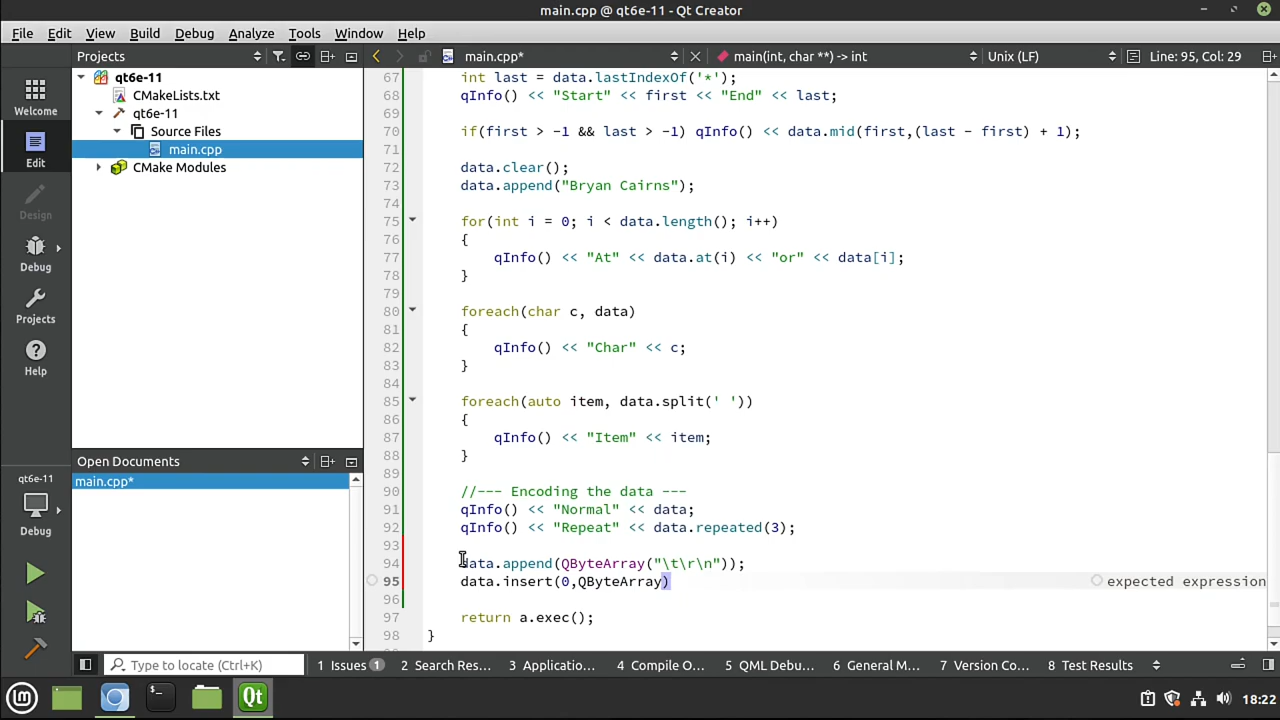 main.cpp @ qt6e-11 - Qt Creator
File Edit View Build Debug Analyze Tools Window Help
Projects main.cpp* main(int, char **) -> int Unix (LF) Line: 95, Col: 29
Welcome
Edit
Design
Debug
Projects
Help
qt6e-11
Debug
qt6e-11
CMakeLists.txt
qt6e-11
Source Files
main.cpp
CMake Modules
Open Documents
main.cpp*
67 int last = data.lastIndexOf('*');
68 qInfo() << "Start" << first << "End" << last;
69
70 if(first > -1 && last > -1) qInfo() << data.mid(first,(last - first) + 1);
71
72 data.clear();
73 data.append("Bryan Cairns");
74
75 for(int i = 0; i < data.length(); i++)
76 {
77 qInfo() << "At" << data.at(i) << "or" << data[i];
78 }
79
80 foreach(char c, data)
81 {
82 qInfo() << "Char" << c;
83 }
84
85 foreach(auto item, data.split(' '))
86 {
87 qInfo() << "Item" << item;
88 }
89
90 //--- Encoding the data ---
91 qInfo() << "Normal" << data;
92 qInfo() << "Repeat" << data.repeated(3);
93
94 data.append(QByteArray("\t\r\n"));
95 data.insert(0,QByteArray) expected expression
96
97 return a.exec();
98 }
Type to locate (Ctrl+K) 1 Issues 1 2 Search Res... 3 Applicatio... 4 Compile O... 5 QML Debu... 6 General M... 7 Version Co... 8 Test Results
18:22